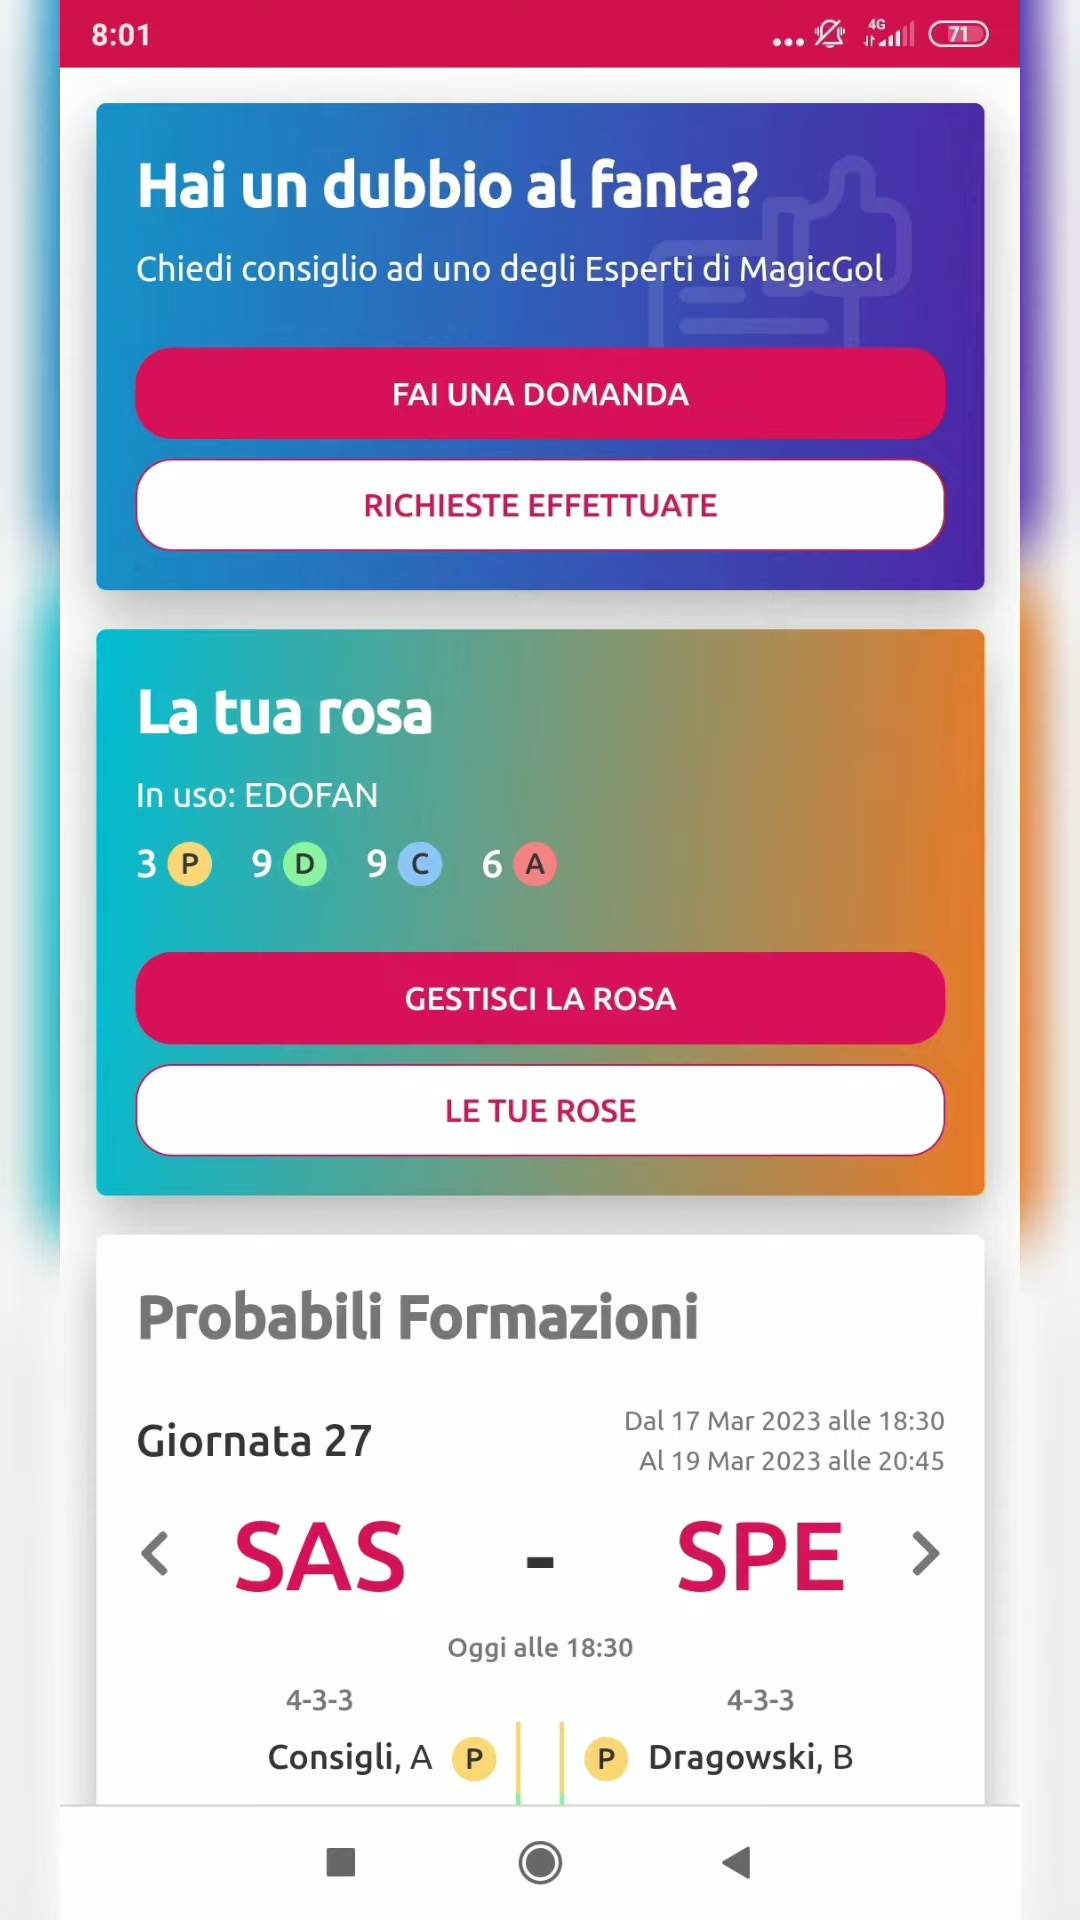 8:01
4G
71
Hai un dubbio al fanta?
Chiedi consiglio ad uno degli Esperti di MagicGol
FAI UNA DOMANDA
RICHIESTE EFFETTUATE
La tua rosa
In uso: EDOFAN
3 P 9 D 9 C 6 A
GESTISCI LA ROSA
LE TUE ROSE
Probabili Formazioni
Giornata 27
Dal 17 Mar 2023 alle 18:30
Al 19 Mar 2023 alle 20:45
SAS - SPE
Oggi alle 18:30
4-3-3 4-3-3
Consigli, A P P Dragowski, B